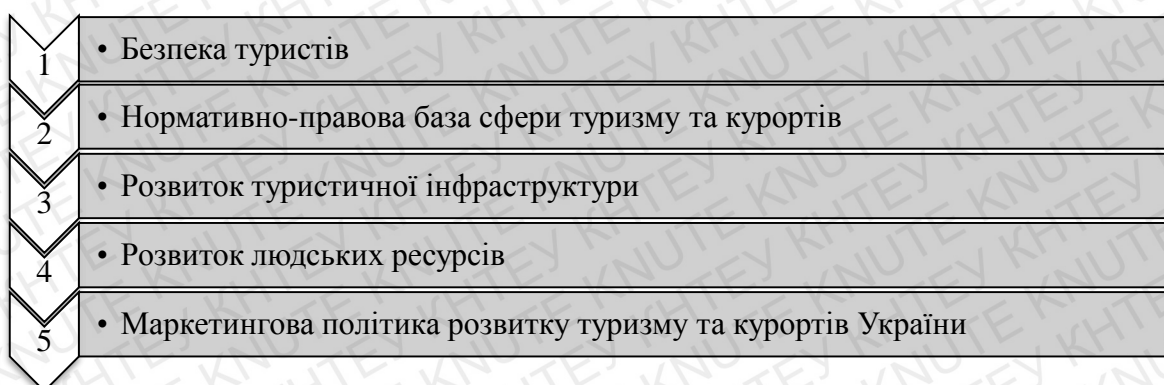 1 • Безпека туристів
2 • Нормативно-правова база сфери туризму та курортів
3 • Розвиток туристичної інфраструктури
4 • Розвиток людських ресурсів
5 • Маркетингова політика розвитку туризму та курортів України